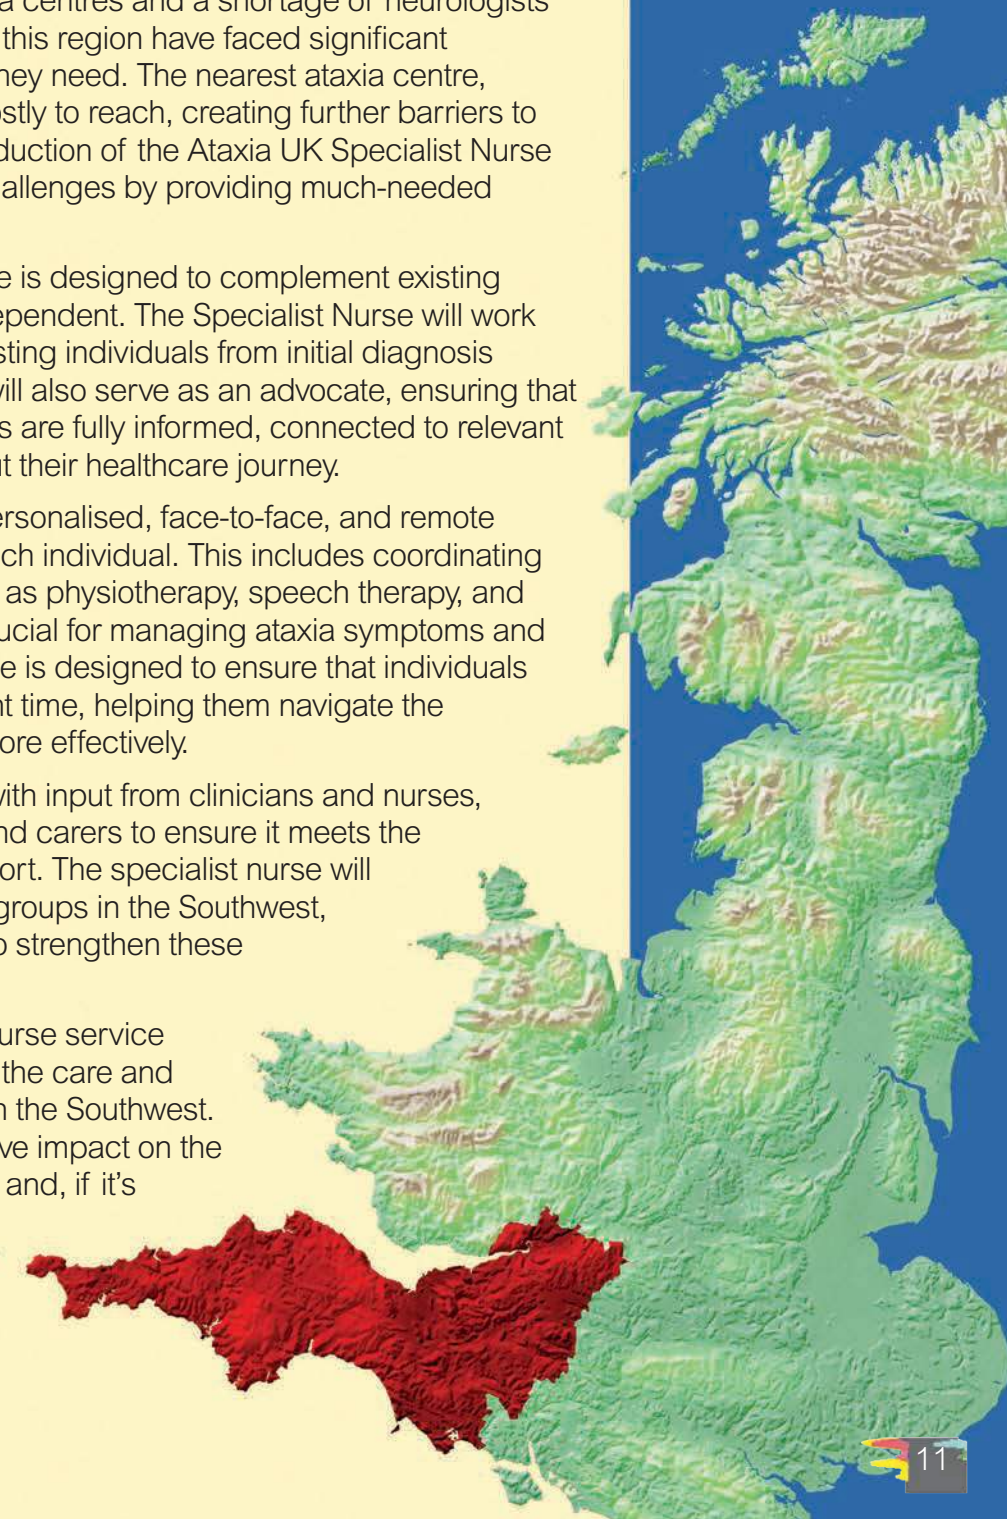 a centres and a shortage of neurologists
this region have faced significant
hey need. The nearest ataxia centre,
ostly to reach, creating further barriers to
duction of the Ataxia UK Specialist Nurse
allenges by providing much-needed
e is designed to complement existing
ependent. The Specialist Nurse will work
sting individuals from initial diagnosis
will also serve as an advocate, ensuring that
s are fully informed, connected to relevant
ut their healthcare journey.
ersonalised, face-to-face, and remote
ch individual. This includes coordinating
as physiotherapy, speech therapy, and
ucial for managing ataxia symptoms and
e is designed to ensure that individuals
nt time, helping them navigate the
ore effectively.
with input from clinicians and nurses,
nd carers to ensure it meets the
ort. The specialist nurse will
groups in the Southwest,
o strengthen these
urse service
the care and
n the Southwest.
ve impact on the
and, if it's
11